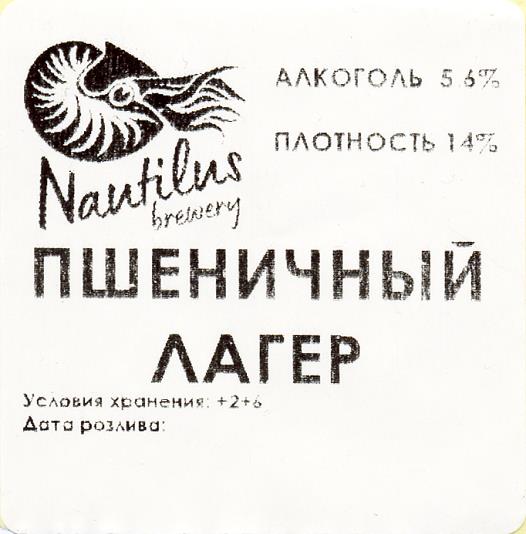 АЛКОГОЛЬ 5.6%
ПЛОТНОСТЬ 14%
Nautilus
brewery
ПШЕНИЧНЫЙ
ЛАГЕР
Условия хранения: +2+6
Дата розлива: